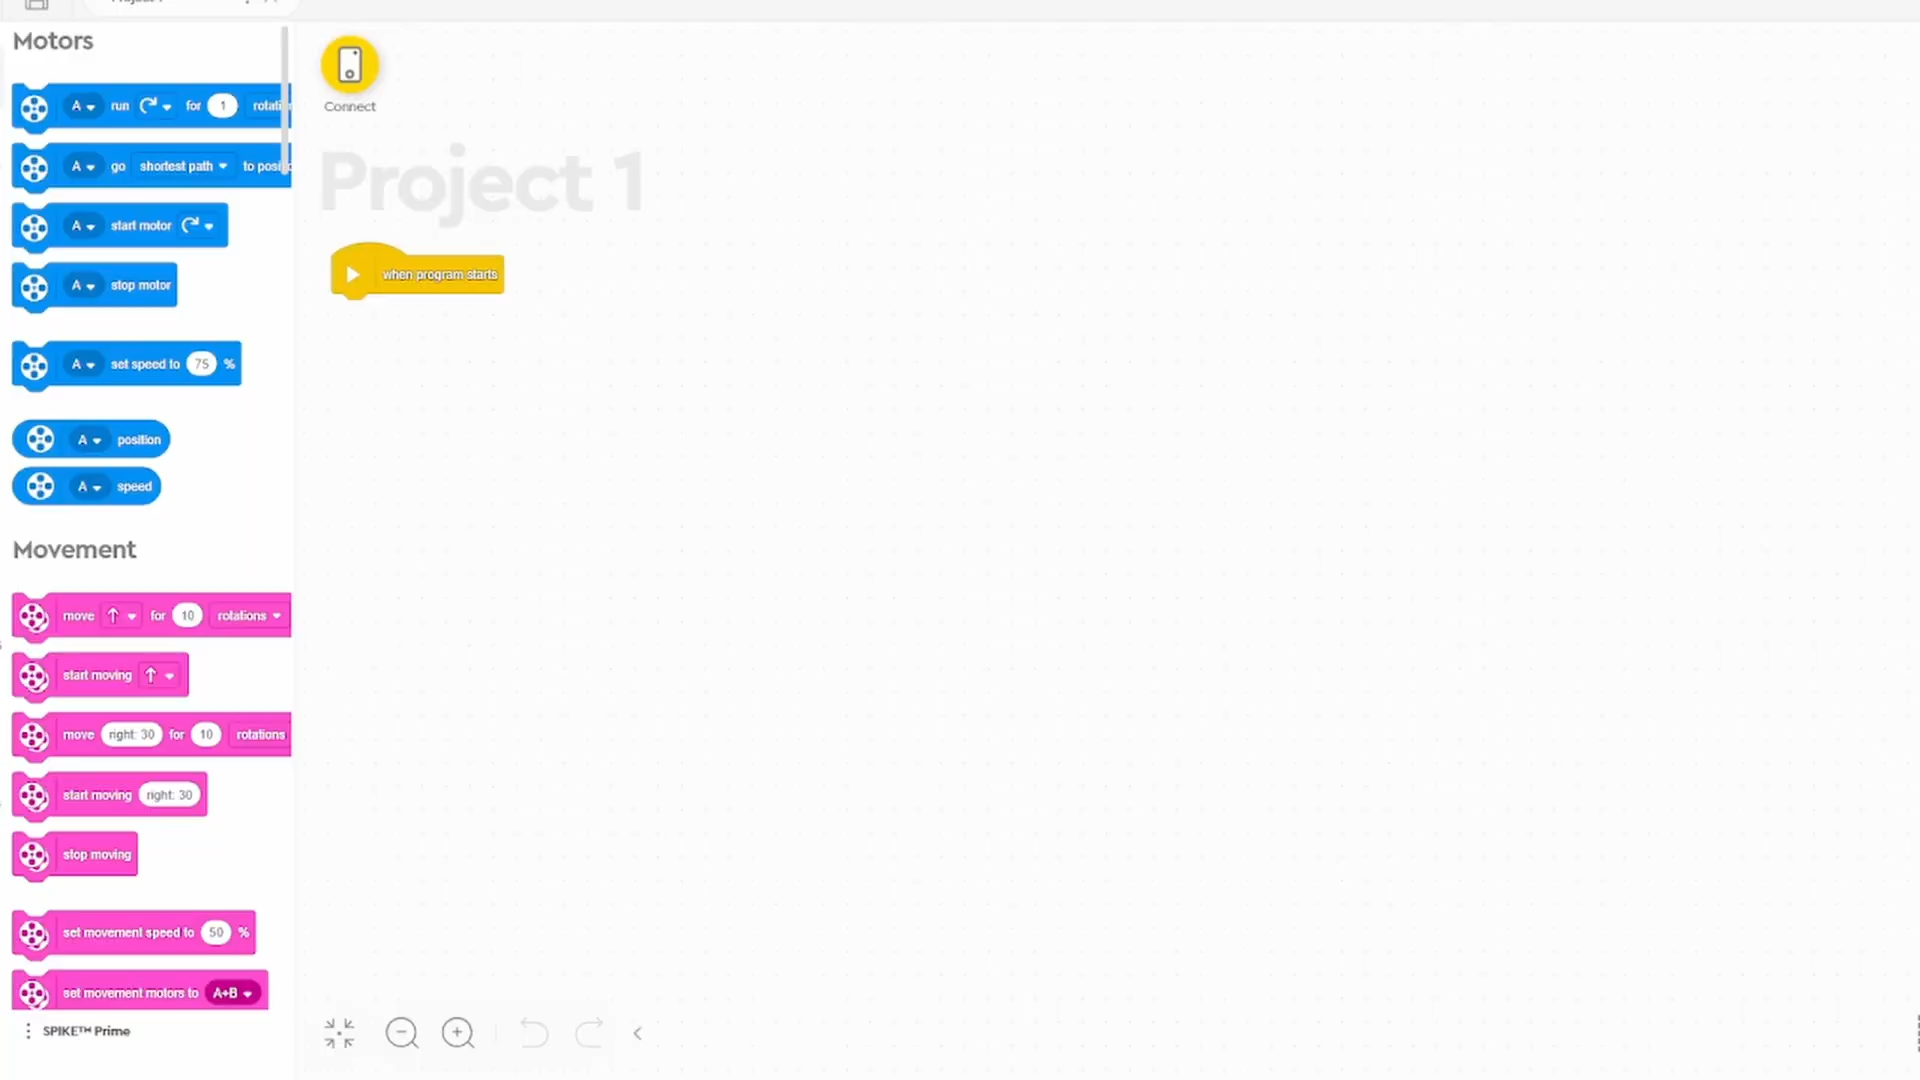 Motors
A run for 1
A go shortest path to
A start motor
A stop motor
A set speed to 75 %
A position
A speed
Movement
move for 10 rotations
start moving
move right: 30 for 10 rotations
start moving right: 30
stop moving
set movement speed to 50 %
set movement motors to A+B
SPIKE™ Prime
Connect
Project 1
when program starts